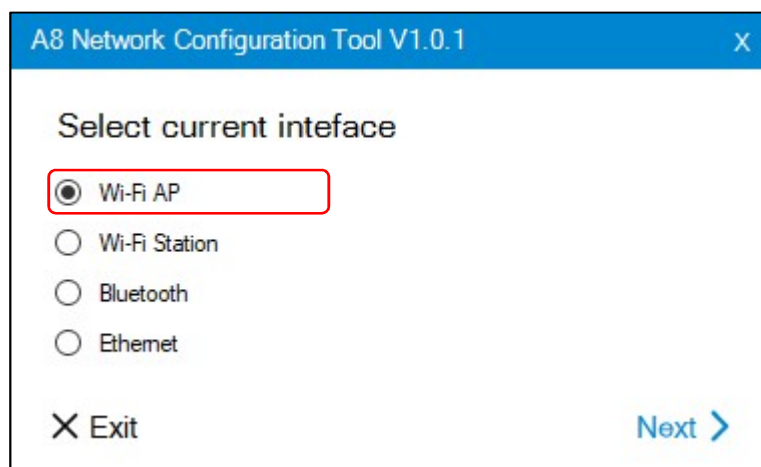 A8 Network Configuration Tool V1.0.1 X
Select current inteface
Wi-Fi AP
Wi-Fi Station
Bluetooth
Ethernet
Exit Next